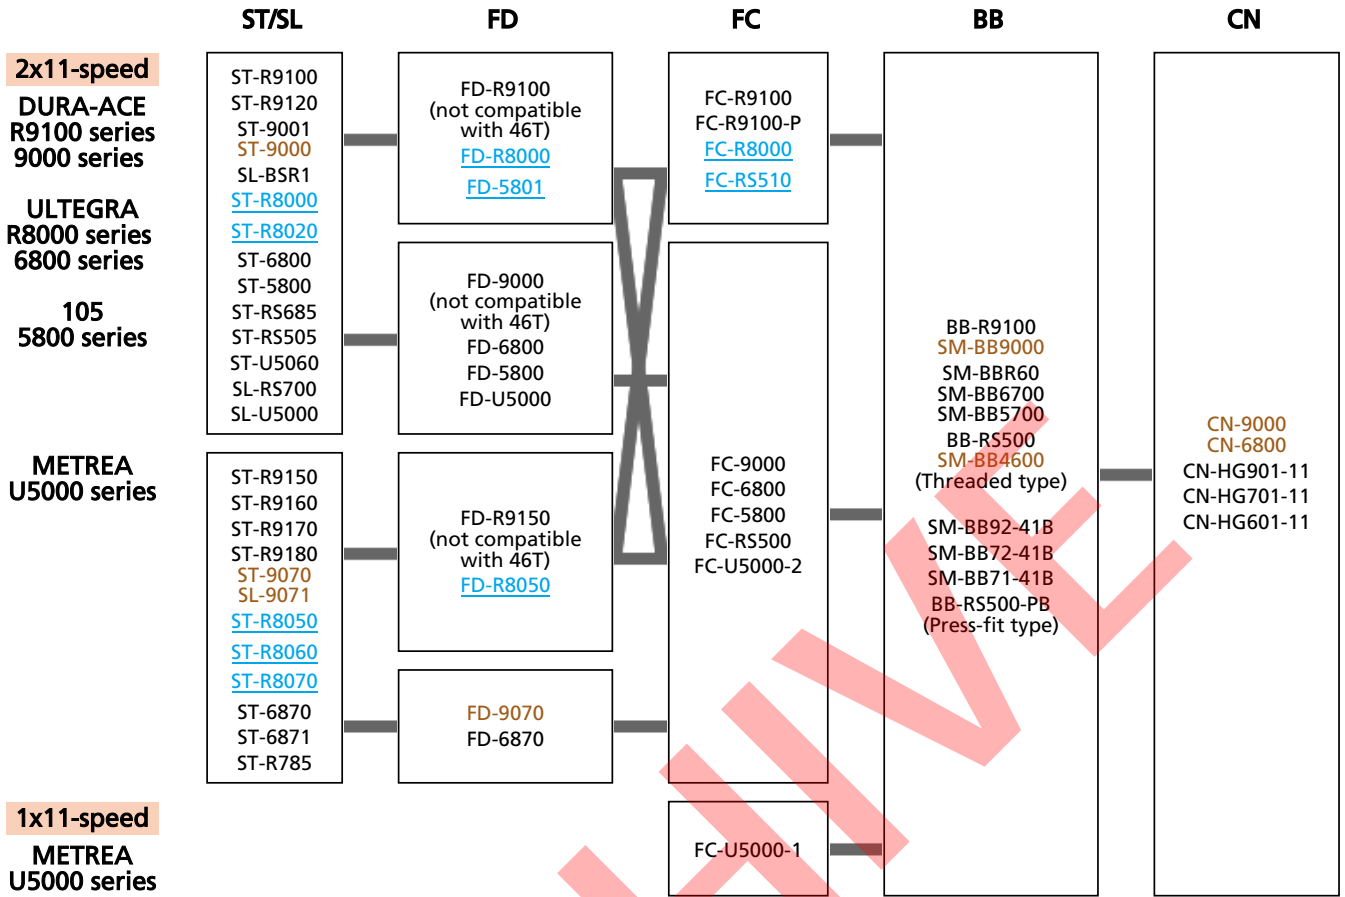 ST/SL
FD
FC
BB
CN
2x11-speed
DURA-ACE
R9100 series
9000 series
ULTEGRA
R8000 series
6800 series
105
5800 series
METREA
U5000 series
1x11-speed
METREA
U5000 series
ST-R9100
ST-R9120
ST-9001
ST-9000
SL-BSR1
ST-R8000
ST-R8020
ST-6800
ST-5800
ST-RS685
ST-RS505
ST-U5060
SL-RS700
SL-U5000
ST-R9150
ST-R9160
ST-R9170
ST-R9180
ST-9070
SL-9071
ST-R8050
ST-R8060
ST-R8070
ST-6870
ST-6871
ST-R785
FD-R9100
(not compatible
with 46T)
FD-R8000
FD-5801
FD-9000
(not compatible
with 46T)
FD-6800
FD-5800
FD-U5000
FD-R9150
(not compatible
with 46T)
FD-R8050
FD-9070
FD-6870
FC-R9100
FC-R9100-P
FC-R8000
FC-RS510
FC-9000
FC-6800
FC-5800
FC-RS500
FC-U5000-2
FC-U5000-1
BB-R9100
SM-BB9000
SM-BBR60
SM-BB6700
SM-BB5700
BB-RS500
SM-BB4600
(Threaded type)
SM-BB92-41B
SM-BB72-41B
SM-BB71-41B
BB-RS500-PB
(Press-fit type)
CN-9000
CN-6800
CN-HG901-11
CN-HG701-11
CN-HG601-11
HIVE